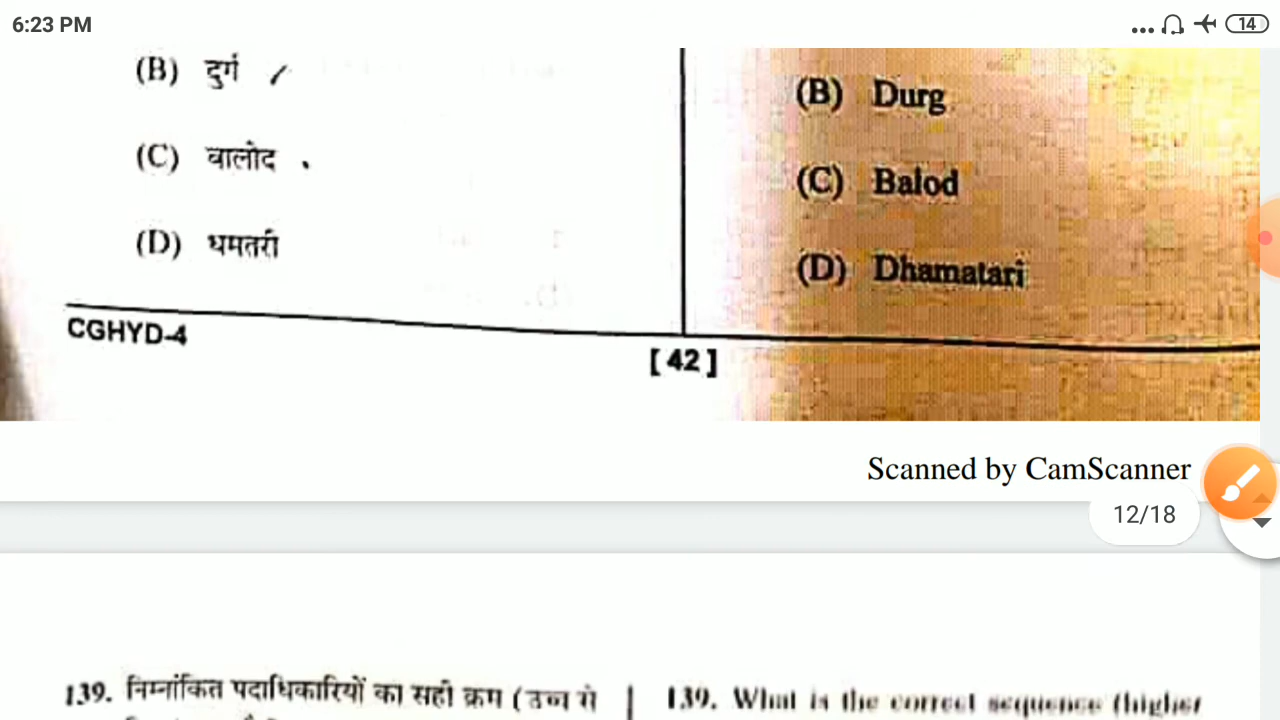 6:23 PM
14
(B) दुर्ग
(C) बालोद
(D) धमतरी
(B) Durg
(C) Balod
(D) Dhamatari
CGHYD-4
[ 42 ]
Scanned by CamScanner
12/18
139. निम्नांकित पदाधिकारियों का सही क्रम (उच्च से
139. What is the correct sequence (higher